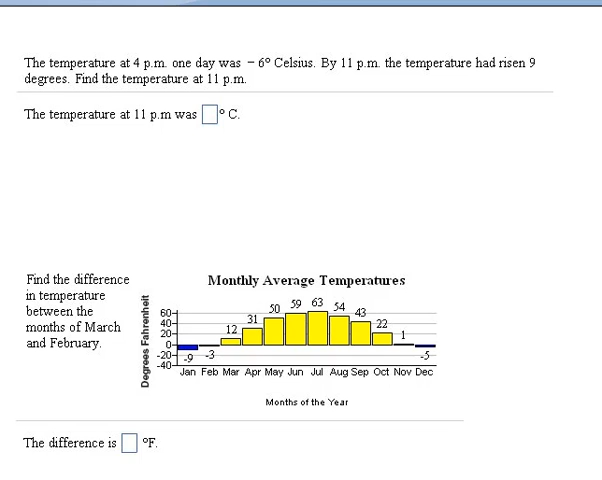 The temperature at 4 p.m. one day was − 6° Celsius. By 11 p.m. the temperature had risen 9
degrees. Find the temperature at 11 p.m.
The temperature at 11 p.m was ° C.
Find the difference
in temperature
between the
months of March
and February.
Monthly Average Temperatures
Degrees Fahrenheit
60
40
20
0
-20
-40
-9 -3 12 31 50 59 63 54 43 22 1 -5
Jan Feb Mar Apr May Jun Jul Aug Sep Oct Nov Dec
Months of the Year
The difference is °F.